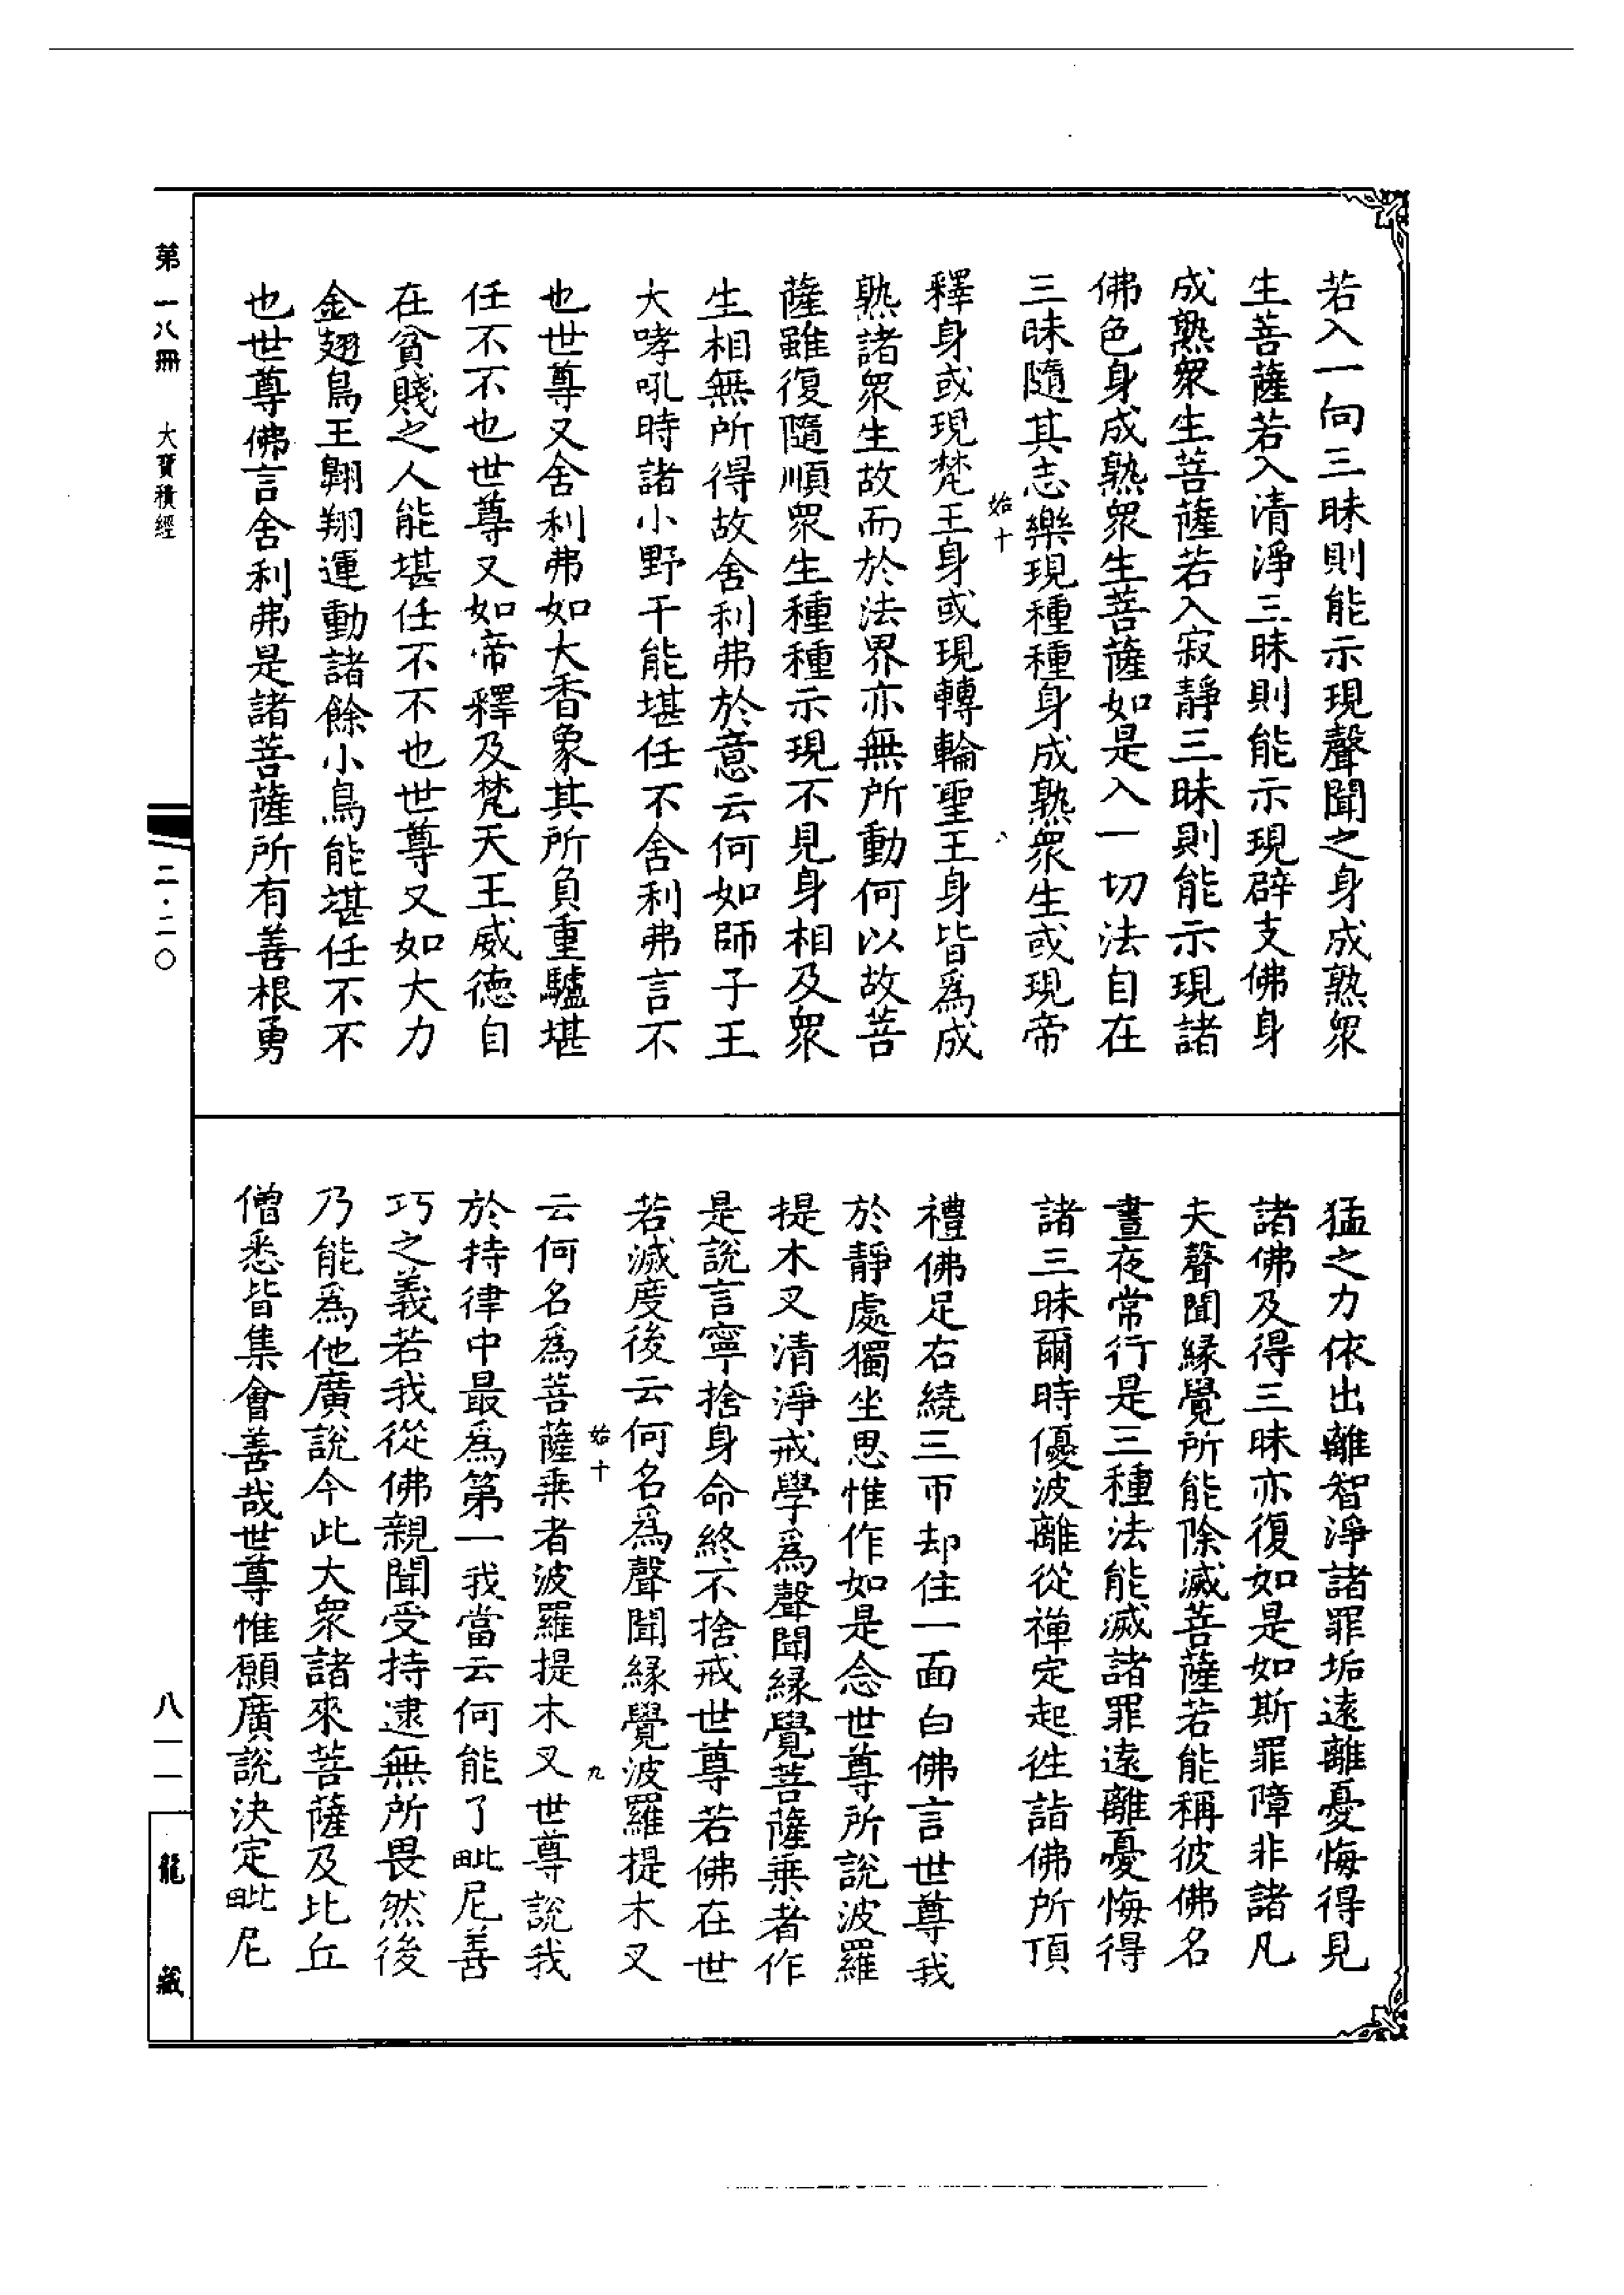 若入一向三昧則能示現聲聞之身成熟衆
生菩薩若入清淨三昧則能示現辟支佛身
成熟衆生菩薩若入寂靜三昧則能示現諸
佛色身成熟衆生菩薩如是入一切法自在
三昧隨其志樂現種種身成熟衆生或現帝
始十
八
釋身或現梵王身或現轉輪聖王身皆爲成
熟諸衆生故而於法界亦無所動何以故菩
薩雖復隨順衆生種種示現不見身相及衆
生相無所得故舍利弗於意云何如師子王
大哮吼時諸小野干能堪任不舍利弗言不
也世尊又舍利弗如大香象其所負重驢堪
任不不也世尊又如帝釋及梵天王威德自
在貧賤之人能堪任不不也世尊又如大力
金翅鳥王翱翔運動諸餘小鳥能堪任不不
也世尊佛言舍利弗是諸菩薩所有善根勇
猛之力依出離智淨諸罪垢遠離憂悔得見
諸佛及得三昧亦復如是如斯罪障非諸凡
夫聲聞緣覺所能除滅菩薩若能稱彼佛名
晝夜常行是三種法能滅諸罪遠離憂悔得
諸三昧爾時優波離從禪定起徃詣佛所頂
禮佛足右繞三帀却住一面白佛言世尊我
於靜處獨坐思惟作如是念世尊所說波羅
提木叉清淨戒學爲聲聞緣覺菩薩乘者作
是說言寧捨身命終不捨戒世尊若佛在世
若滅度後云何名爲聲聞緣覺波羅提木叉
始十
九
云何名爲菩薩乘者波羅提木叉世尊說我
於持律中最爲第一我當云何能了毗尼善
巧之義若我從佛親聞受持逮無所畏然後
乃能爲他廣說今此大衆諸來菩薩及比丘
僧悉皆集會善哉世尊惟願廣說決定毗尼
第一八冊
大寶積經
二·二〇
八一一
龍藏